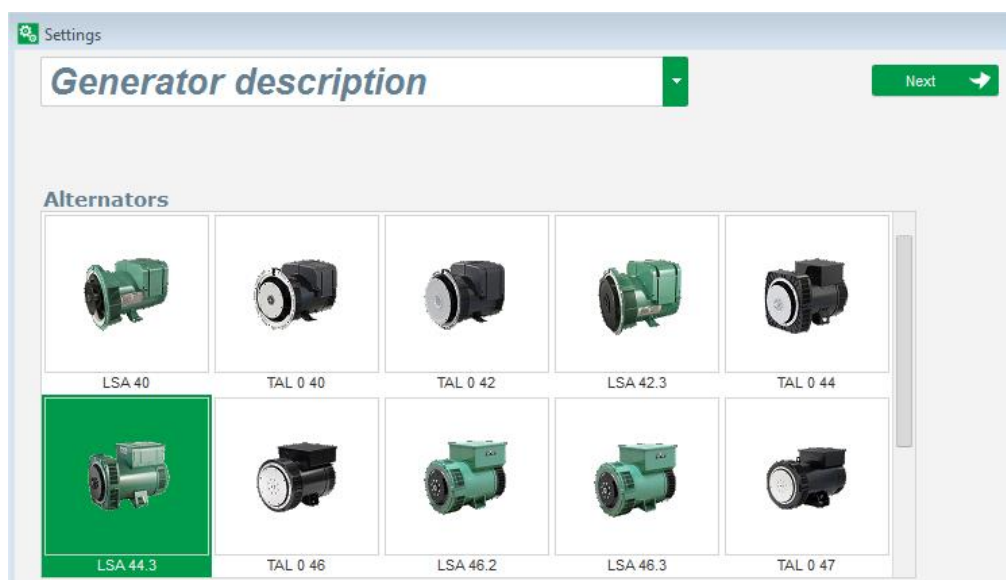 Settings
Generator description
Next
Alternators
LSA 40
TAL 0 40
TAL 0 42
LSA 42.3
TAL 0 44
LSA 44.3
TAL 0 46
LSA 46.2
LSA 46.3
TAL 0 47